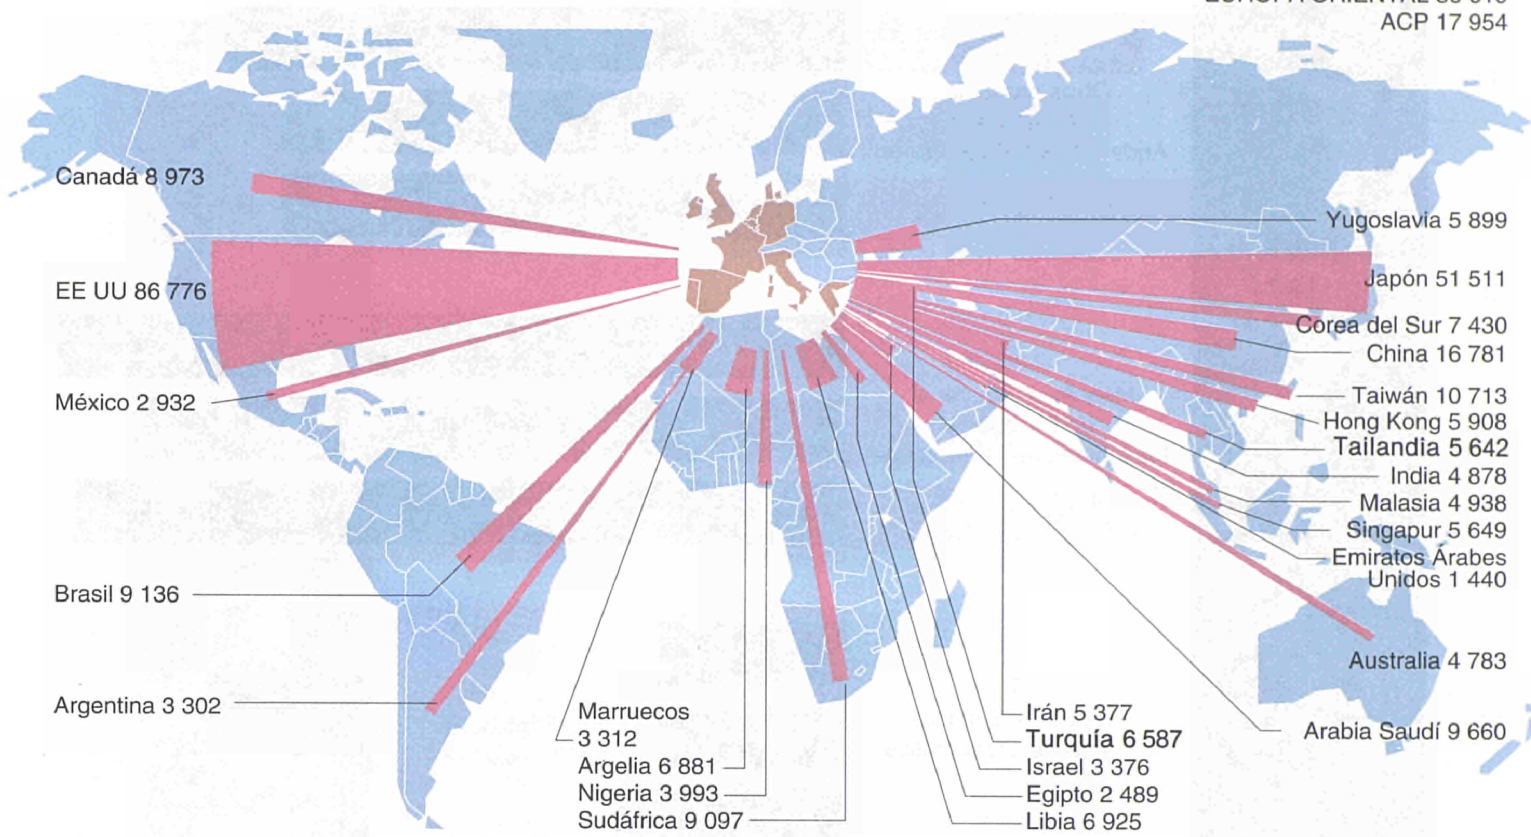 ACP 17 954
Canadá 8 973
EE UU 86 776
México 2 932
Brasil 9 136
Argentina 3 302
Marruecos
3 312
Argelia 6 881
Nigeria 3 993
Sudáfrica 9 097
Irán 5 377
Turquía 6 587
Israel 3 376
Egipto 2 489
Libia 6 925
Yugoslavia 5 899
Japón 51 511
Corea del Sur 7 430
China 16 781
Taiwán 10 713
Hong Kong 5 908
Tailandia 5 642
India 4 878
Malasia 4 938
Singapur 5 649
Emiratos Árabes
Unidos 1 440
Australia 4 783
Arabia Saudí 9 660